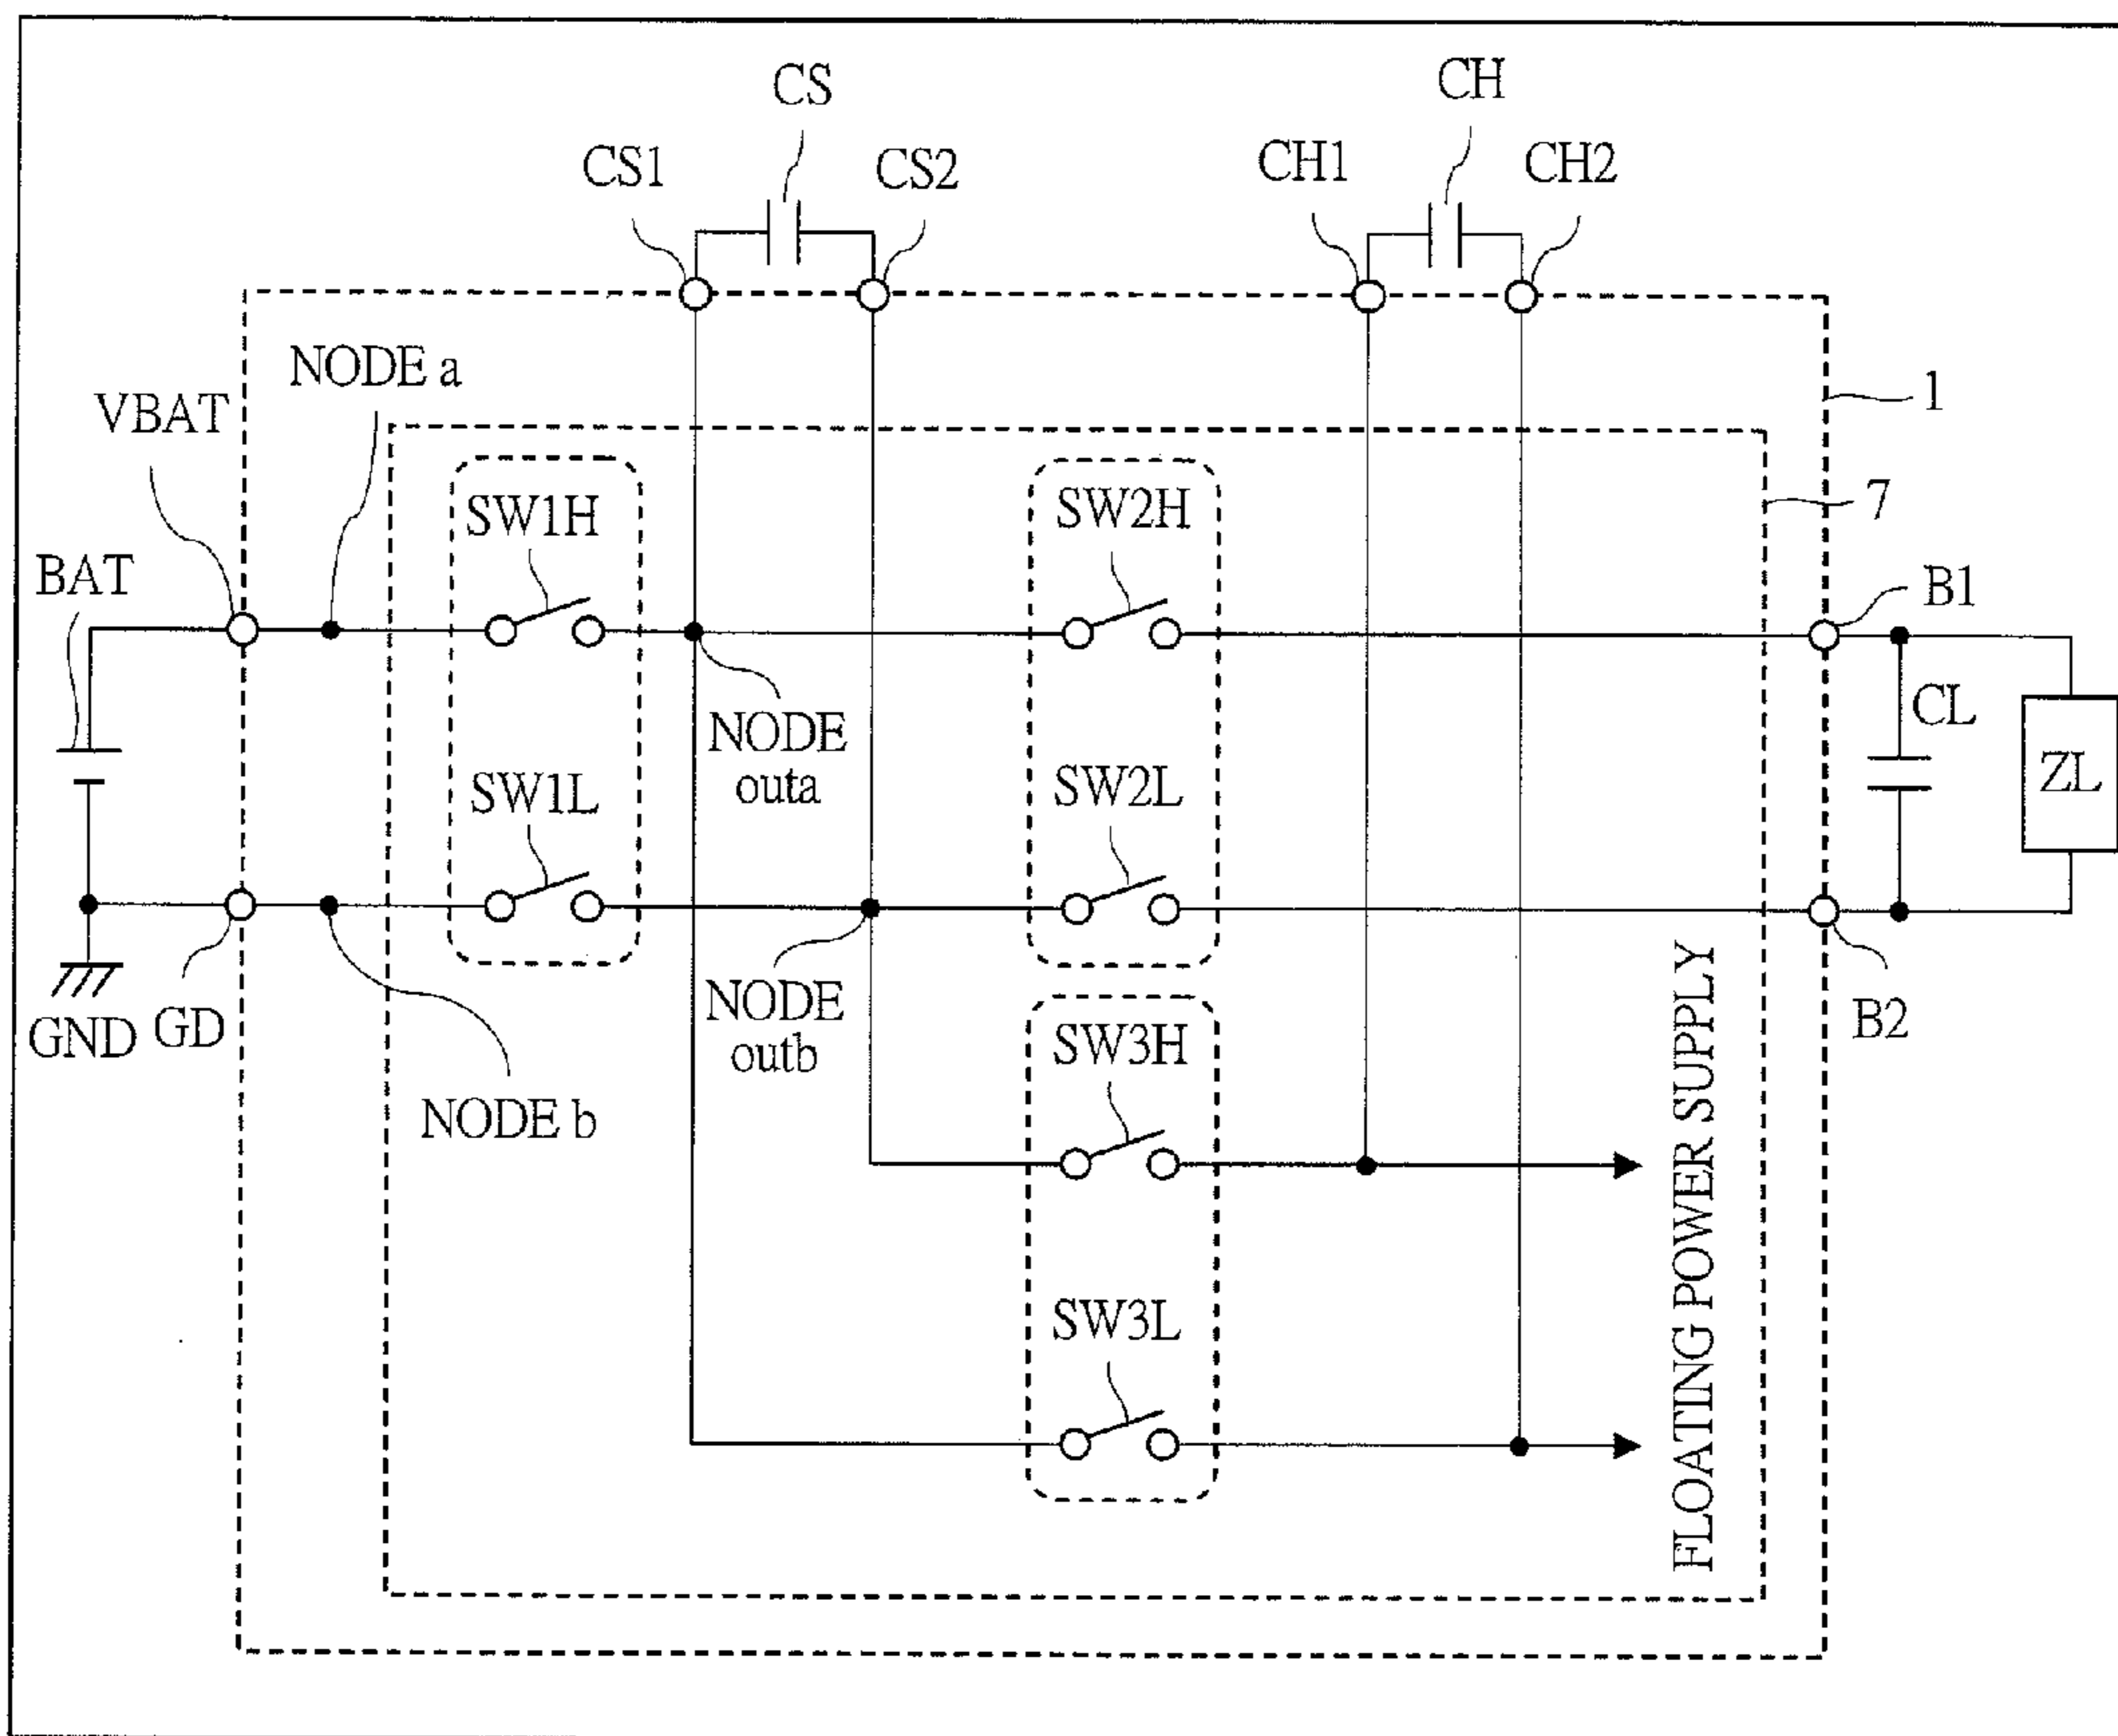 CS
CH
CS1
CS2
CH1
CH2
NODE a
VBAT
1
SW1H
SW2H
7
BAT
B1
NODE
outa
CL
SW1L
SW2L
ZL
GND
GD
NODE
outb
SW3H
B2
NODE b
SW3L
FLOATING POWER SUPPLY